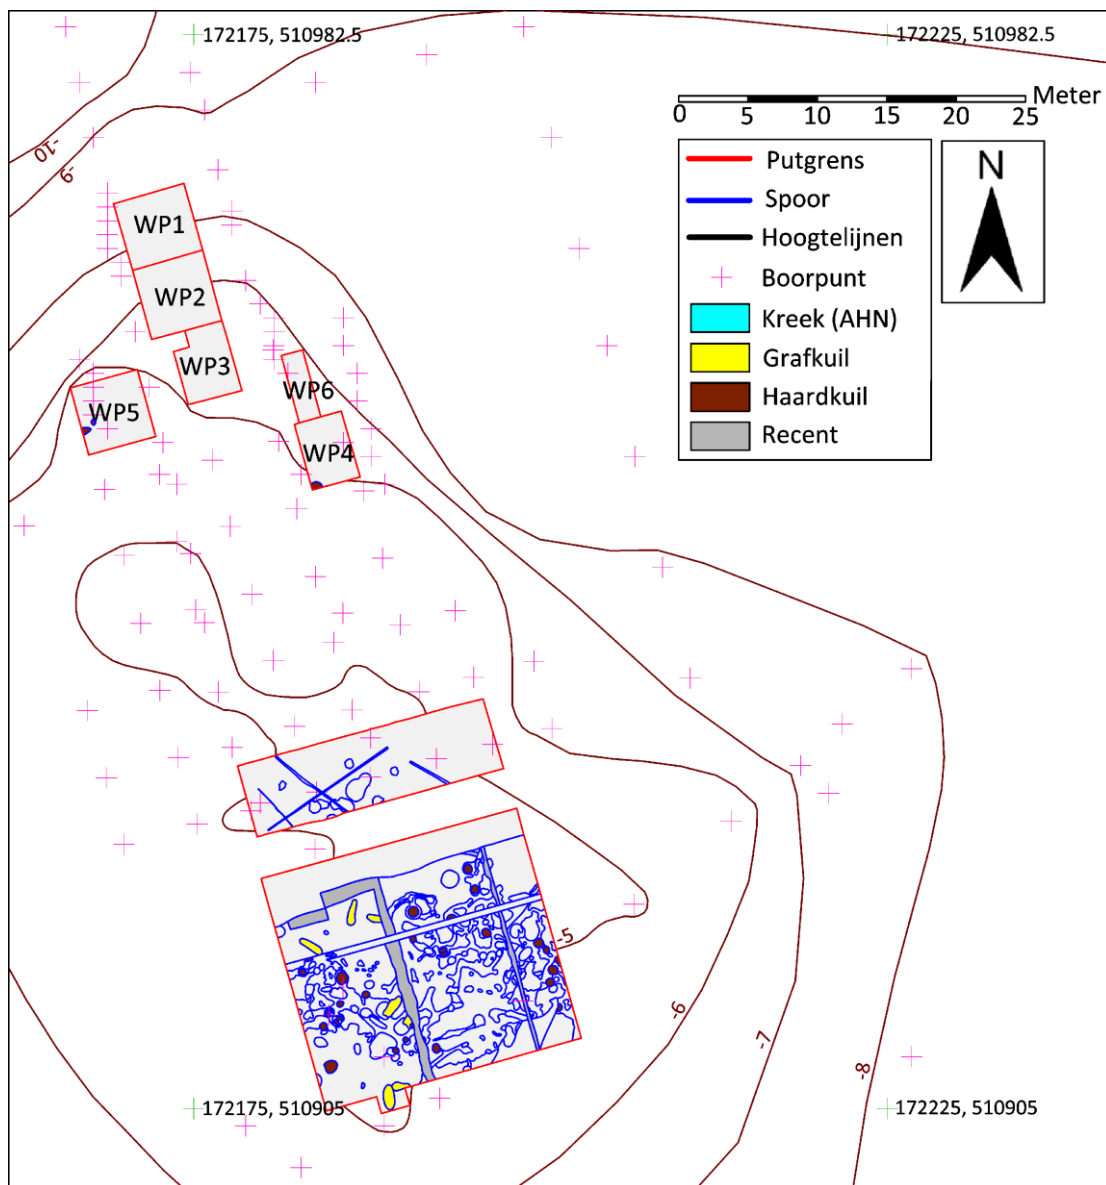 172175, 510982.5
172225, 510982.5
Meter
0 5 10 15 20 25
Putgrens
Spoor
Hoogtelijnen
Boorpunt
Kreek (AHN)
Grafkuil
Haardkuil
Recent
N
-10
-9
WP1
WP2
WP3
WP6
WP5
WP4
-5
-6
-7
-8
172175, 510905
172225, 510905